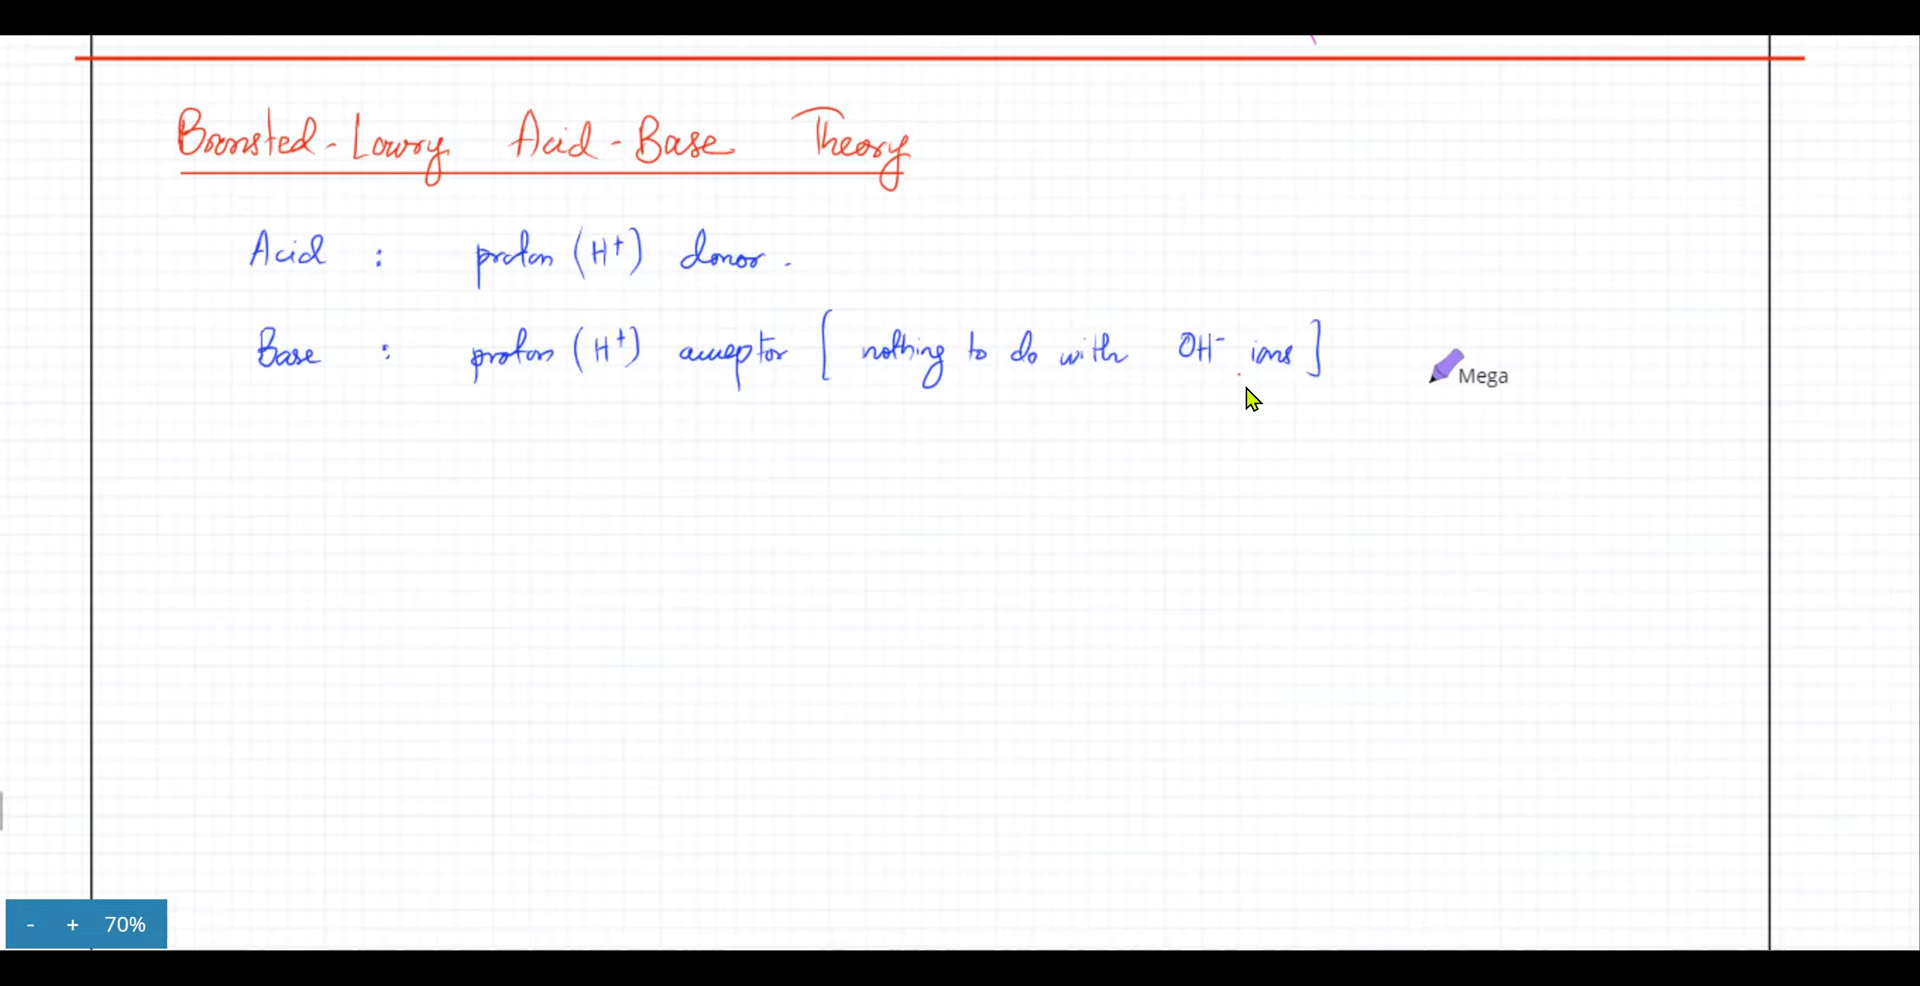 Bronsted-Lowry Acid-Base Theory
Acid : proton (H⁺) donor.
Base : proton (H⁺) acceptor [nothing to do with OH⁻ ions]
Mega
- + 70%